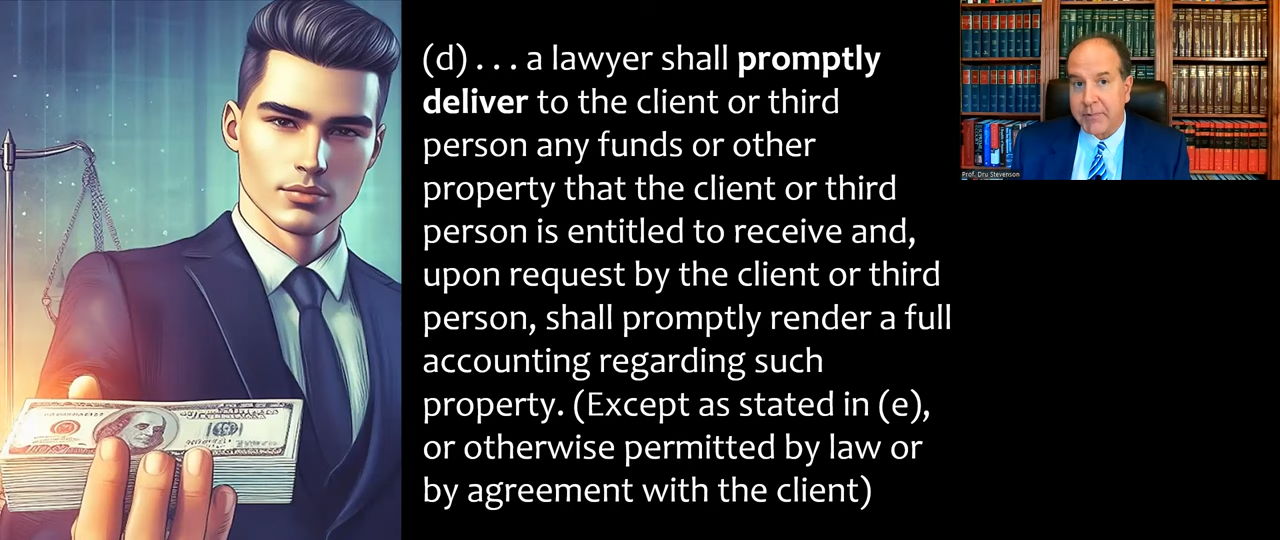 (d) . . . a lawyer shall promptly
deliver to the client or third
person any funds or other
property that the client or third
person is entitled to receive and,
upon request by the client or third
person, shall promptly render a full
accounting regarding such
property. (Except as stated in (e),
or otherwise permitted by law or
by agreement with the client)
Prof. Dru Stevenson